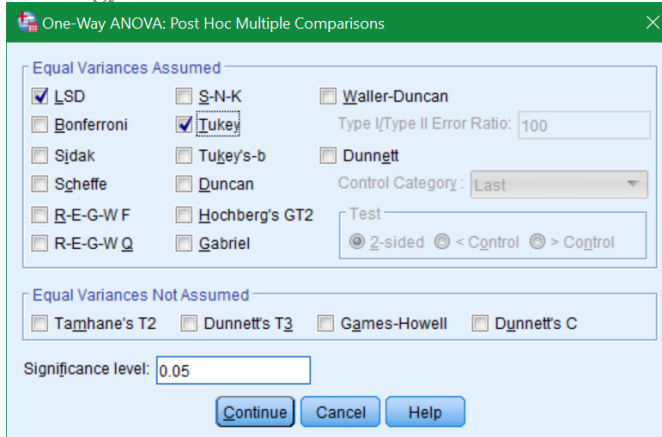 One-Way ANOVA: Post Hoc Multiple Comparisons
Equal Variances Assumed
LSD S-N-K Waller-Duncan
Bonferroni Tukey Type I/Type II Error Ratio: 100
Sidak Tukey's-b Dunnett
Scheffe Duncan Control Category: Last
R-E-G-W F Hochberg's GT2 Test
R-E-G-W Q Gabriel 2-sided < Control > Control
Equal Variances Not Assumed
Tamhane's T2 Dunnett's T3 Games-Howell Dunnett's C
Significance level: 0.05
Continue Cancel Help